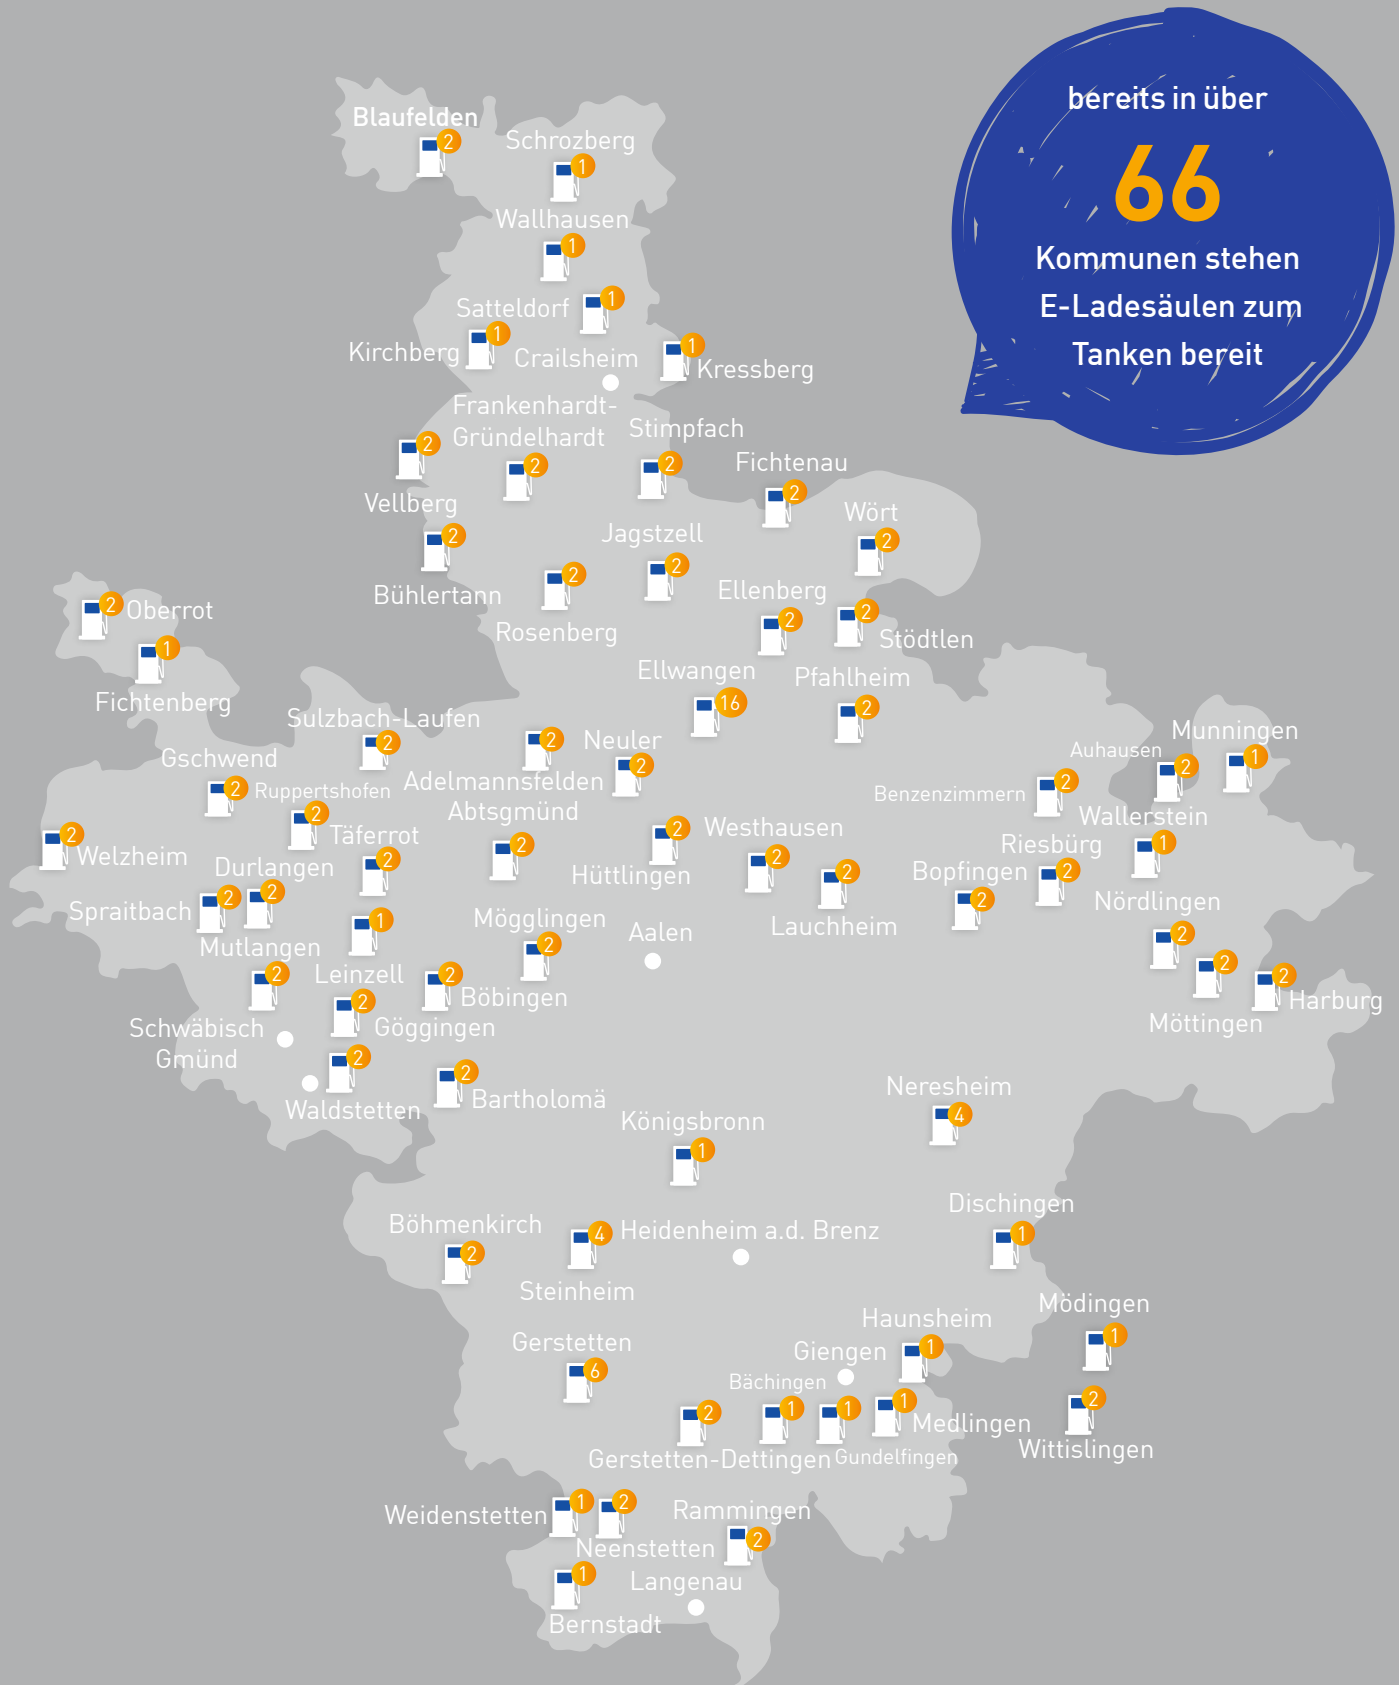 bereits in über
66
Kommunen stehen
E-Ladesäulen zum
Tanken bereit
Blaufelden
2
Schrozberg
1
Wallhausen
1
Satteldorf
1
Kirchberg
1
Crailsheim
1
Kressberg
Frankenhardt-
Gründelhardt
2
Stimpfach
2
Vellberg
2
Fichtenau
2
Wört
2
Jagstzell
2
Bühlertann
2
Rosenberg
2
Ellenberg
2
2
Stödtlen
2
Oberrot
1
Fichtenberg
Ellwangen
16
Pfahlheim
2
Sulzbach-Laufen
2
Gschwend
2
Ruppertshofen
2
Adelmannsfelden
2
Neuler
2
Abtsgmünd
2
Munningen
1
Auhausen
2
Benzenzimmern
2
Wallerstein
1
2
Welzheim
Täferrot
2
Durlangen
2
Spraitbach
2
Hüttlingen
2
Westhausen
2
Lauchheim
2
Riesbürg
2
Bopfingen
2
Nördlingen
2
Mutlangen
2
1
Leinzell
Mögglingen
2
Aalen
2
Böbingen
2
Göggingen
Möttingen
2
2
Harburg
Schwäbisch
Gmünd
2
Waldstetten
2
Bartholomä
Neresheim
4
Königsbronn
1
Dischingen
1
Böhmenkirch
2
4
Steinheim
Heidenheim a.d. Brenz
Haunsheim
1
Mödingen
1
Gerstetten
6
Giengen
Bächingen
1
1
Gundelfingen
1
Medlingen
2
Wittislingen
2
Gerstetten-Dettingen
Weidenstetten
1
2
Neenstetten
Rammingen
2
Langenau
1
Bernstadt